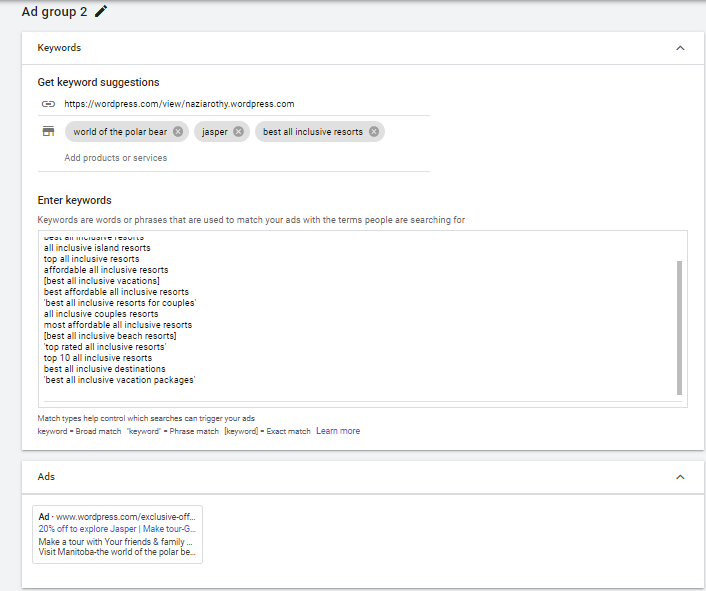 Ad group 2
Keywords
Get keyword suggestions
https://wordpress.com/view/naziarothy.wordpress.com
world of the polar bear jasper best all inclusive resorts
Add products or services
Enter keywords
Keywords are words or phrases that are used to match your ads with the terms people are searching for
best all inclusive resorts
all inclusive island resorts
top all inclusive resorts
affordable all inclusive resorts
[best all inclusive vacations]
best affordable all inclusive resorts
'best all inclusive resorts for couples'
all inclusive couples resorts
most affordable all inclusive resorts
[best all inclusive beach resorts]
'top rated all inclusive resorts'
top 10 all inclusive resorts
best all inclusive destinations
'best all inclusive vacation packages'
Match types help control which searches can trigger your ads
keyword = Broad match "keyword" = Phrase match [keyword] = Exact match Learn more
Ads
Ad · www.wordpress.com/exclusive-off...
20% off to explore Jasper | Make tour-G...
Make a tour with Your friends & family ...
Visit Manitoba-the world of the polar be...